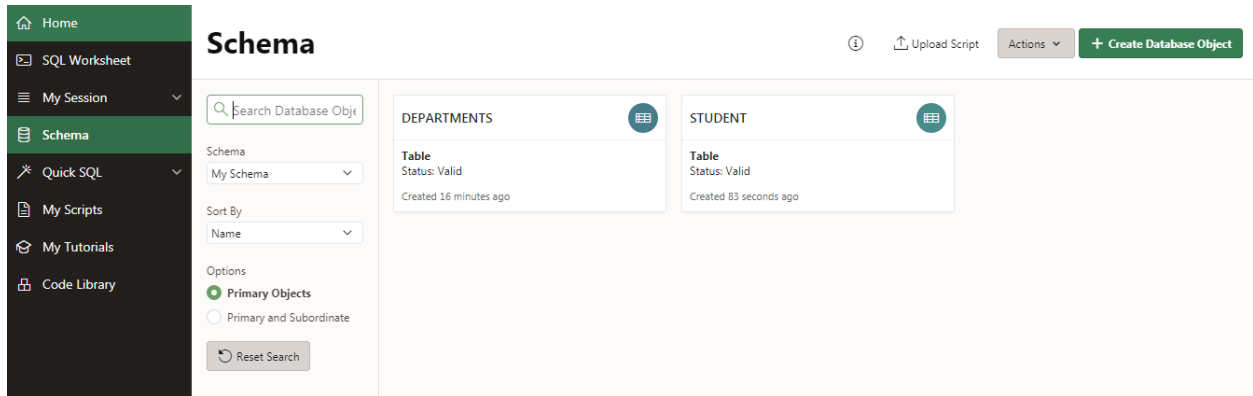 Home
SQL Worksheet
My Session
Schema
Quick SQL
My Scripts
My Tutorials
Code Library
Schema
Upload Script
Actions
+ Create Database Object
Search Database Obje
Schema
My Schema
Sort By
Name
Options
Primary Objects
Primary and Subordinate
Reset Search
DEPARTMENTS
Table
Status: Valid
Created 16 minutes ago
STUDENT
Table
Status: Valid
Created 83 seconds ago